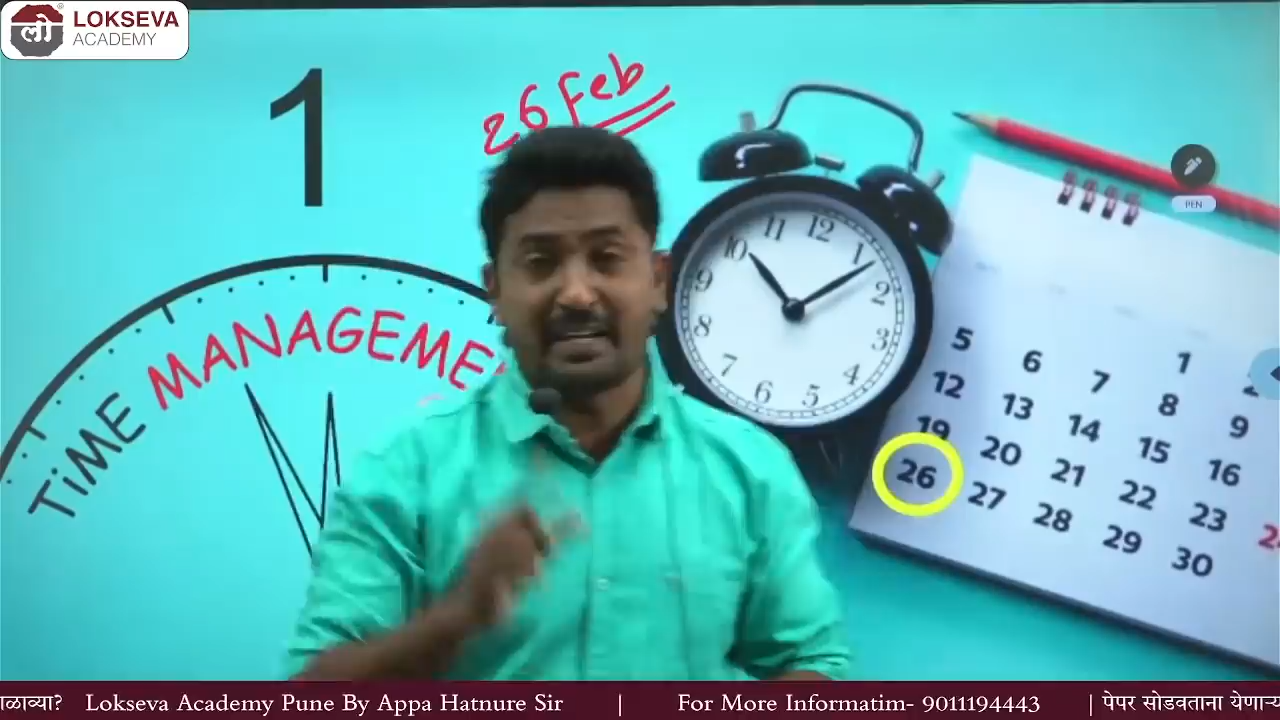 लो
LOKSEVA
ACADEMY
1
26 Feb
TiME MANAGEME
10 11 12 1 2 3 4 5 6 7 8 9
PEN
1
5 6 7 8 9
12 13 14 15 16
19 20 21 22 23
26 27 28 29 30
ळाव्या? Lokseva Academy Pune By Appa Hatnure Sir | For More Informatim- 9011194443 | पेपर सोडवताना